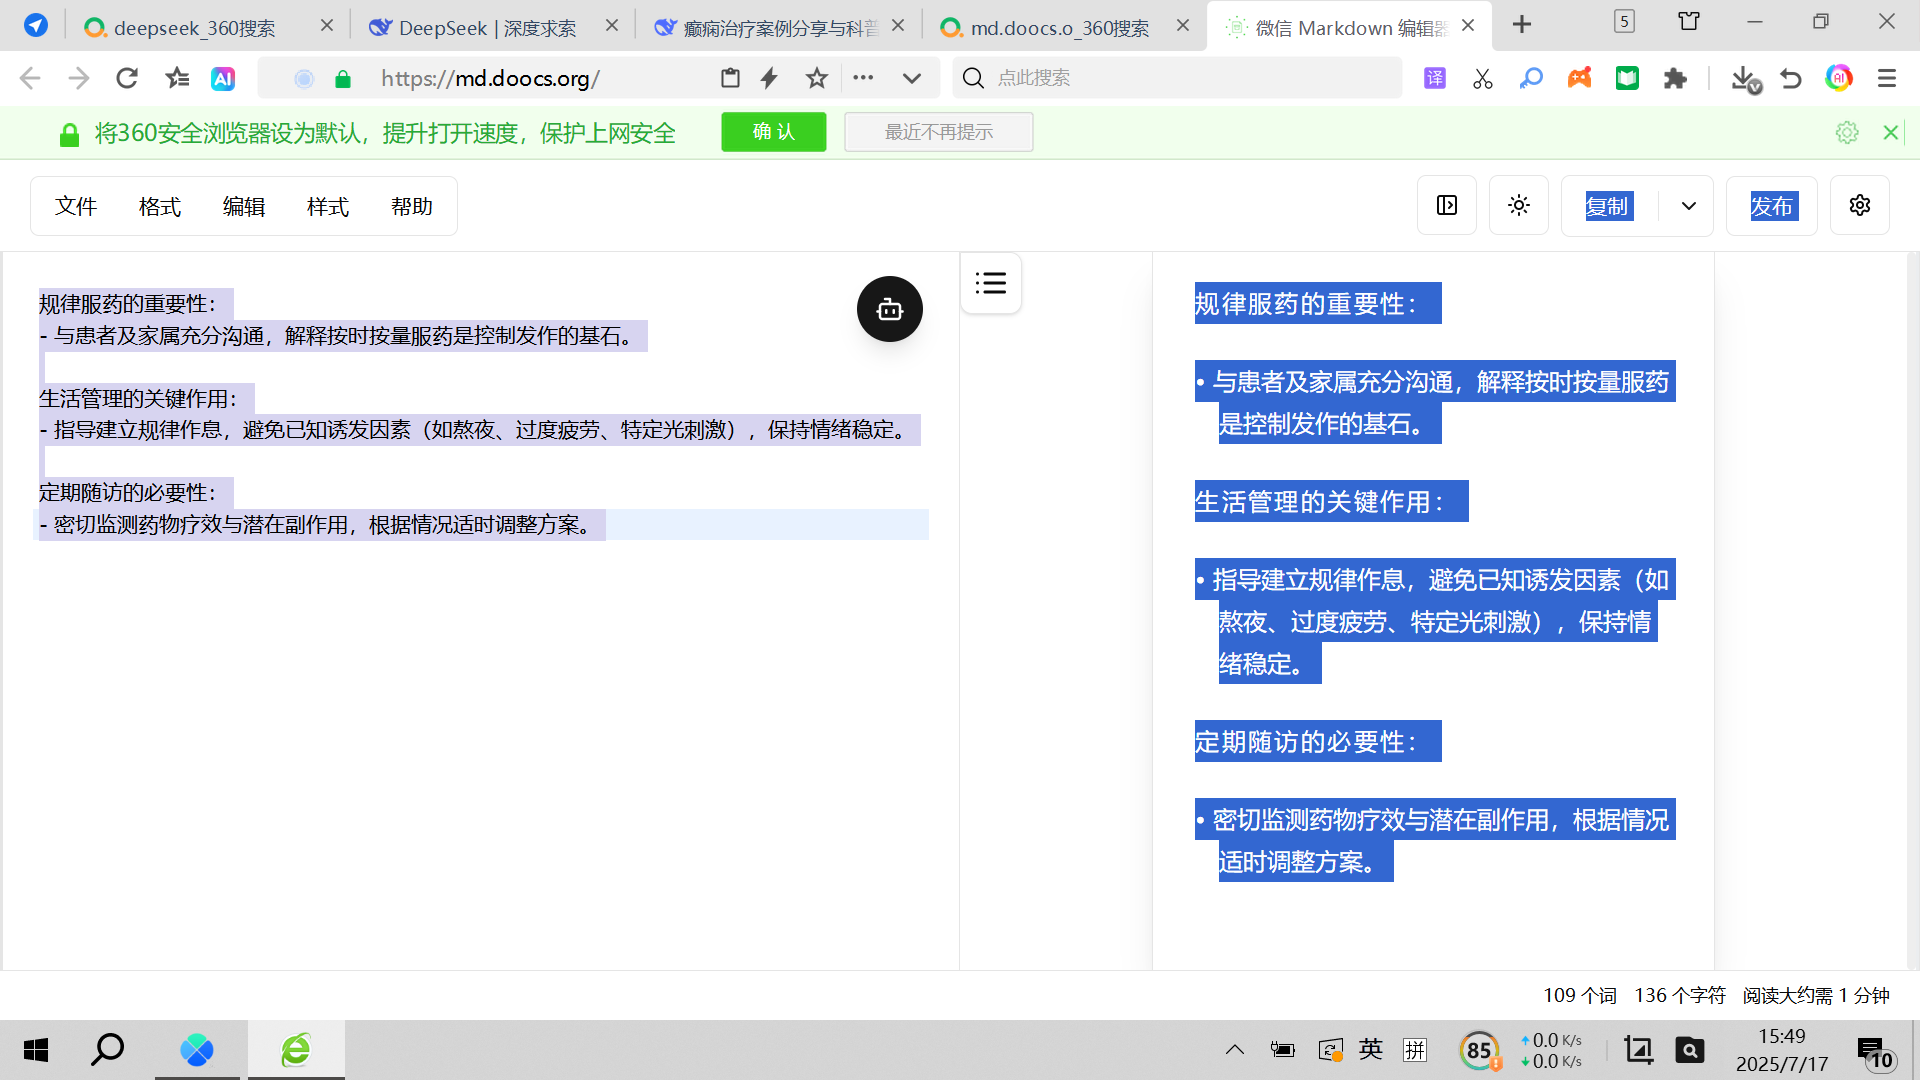 deepseek_360搜索
DeepSeek | 深度求索
癫痫治疗案例分享与科普
md.doocs.o_360搜索
微信 Markdown 编辑器
5
AI
https://md.doocs.org/
点此搜索
译
AI
将360安全浏览器设为默认，提升打开速度，保护上网安全
确 认
最近不再提示
文件 格式 编辑 样式 帮助
复制
发布
规律服药的重要性：
- 与患者及家属充分沟通，解释按时按量服药是控制发作的基石。
生活管理的关键作用：
- 指导建立规律作息，避免已知诱发因素（如熬夜、过度疲劳、特定光刺激），保持情绪稳定。
定期随访的必要性：
- 密切监测药物疗效与潜在副作用，根据情况适时调整方案。
规律服药的重要性：
• 与患者及家属充分沟通，解释按时按量服药
是控制发作的基石。
生活管理的关键作用：
• 指导建立规律作息，避免已知诱发因素（如
熬夜、过度疲劳、特定光刺激），保持情
绪稳定。
定期随访的必要性：
• 密切监测药物疗效与潜在副作用，根据情况
适时调整方案。
109 个词 136 个字符 阅读大约需 1 分钟
英
拼
85
0.0 K/s
0.0 K/s
15:49
2025/7/17
10